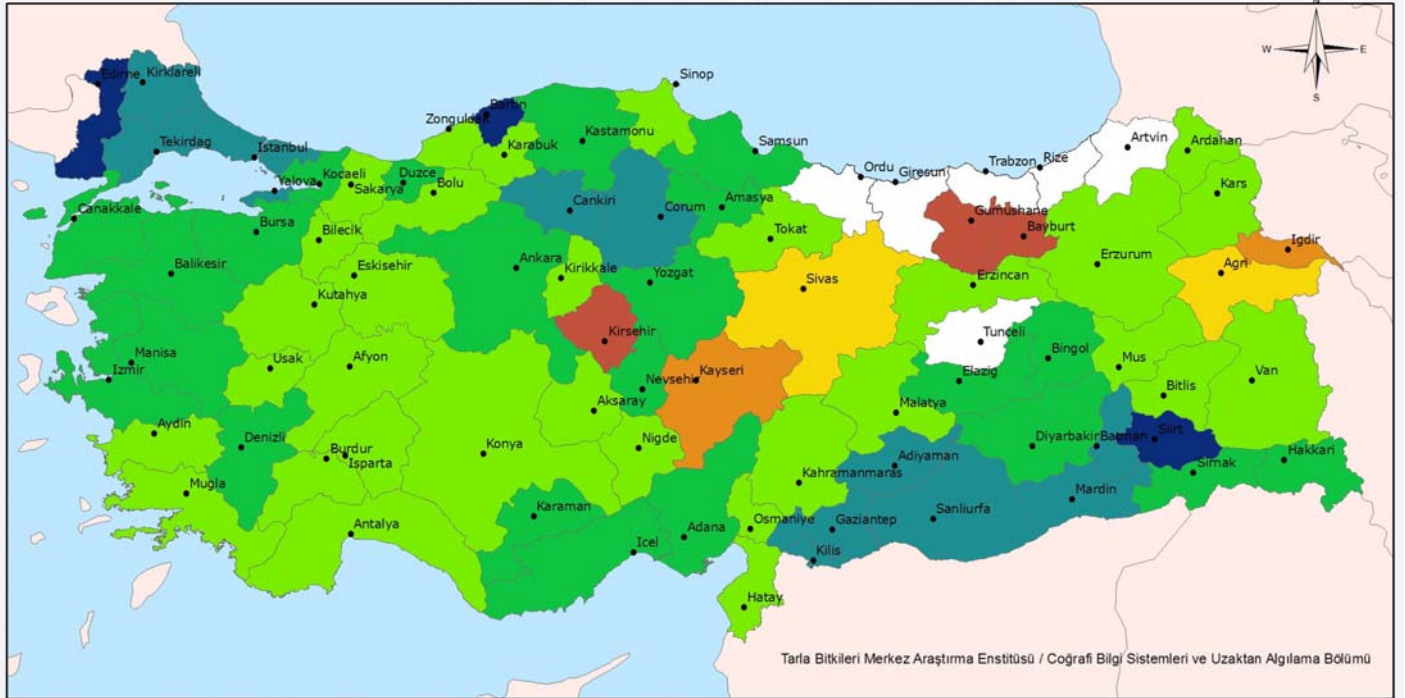 N
W E
S
Edirne
Kirklareli
Sinop
Bartin
Zonguldak
Kastamonu
Tekirdag
Istanbul
Karabuk
Samsun
Artvin
Ardahan
Ordu
Giresun
Trabzon
Rize
Yalova
Kocaeli
Sakarya
Duzce
Bolu
Cankiri
Corum
Amasya
Kars
Canakkale
Bursa
Bilecik
Tokat
Gumushane
Bayburt
Igdir
Balikesir
Eskisehir
Ankara
Kirikkale
Yozgat
Sivas
Erzincan
Erzurum
Agri
Kutahya
Kirsehir
Tunceli
Manisa
Izmir
Usak
Afyon
Nevsehir
Kayseri
Elazig
Bingol
Mus
Bitlis
Van
Aksaray
Malatya
Aydin
Denizli
Burdur
Isparta
Konya
Nigde
Diyarbakir
Batman
Siirt
Hakkari
Mugla
Kahramanmaras
Adiyaman
Sirnak
Mardin
Antalya
Karaman
Icel
Adana
Osmaniye
Gaziantep
Sanliurfa
Kilis
Hatay
Tarla Bitkileri Merkez Araştırma Enstitüsü / Coğrafi Bilgi Sistemleri ve Uzaktan Algılama Bölümü